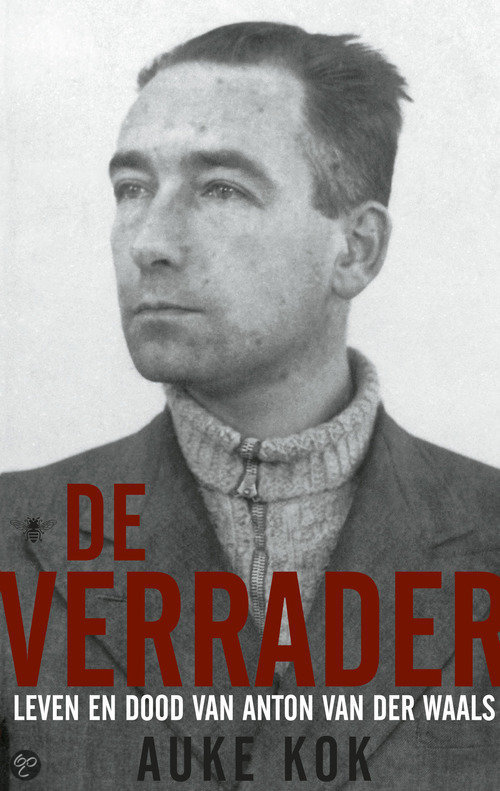 DE
VERRADER
LEVEN EN DOOD VAN ANTON VAN DER WAALS
AUKE KOK